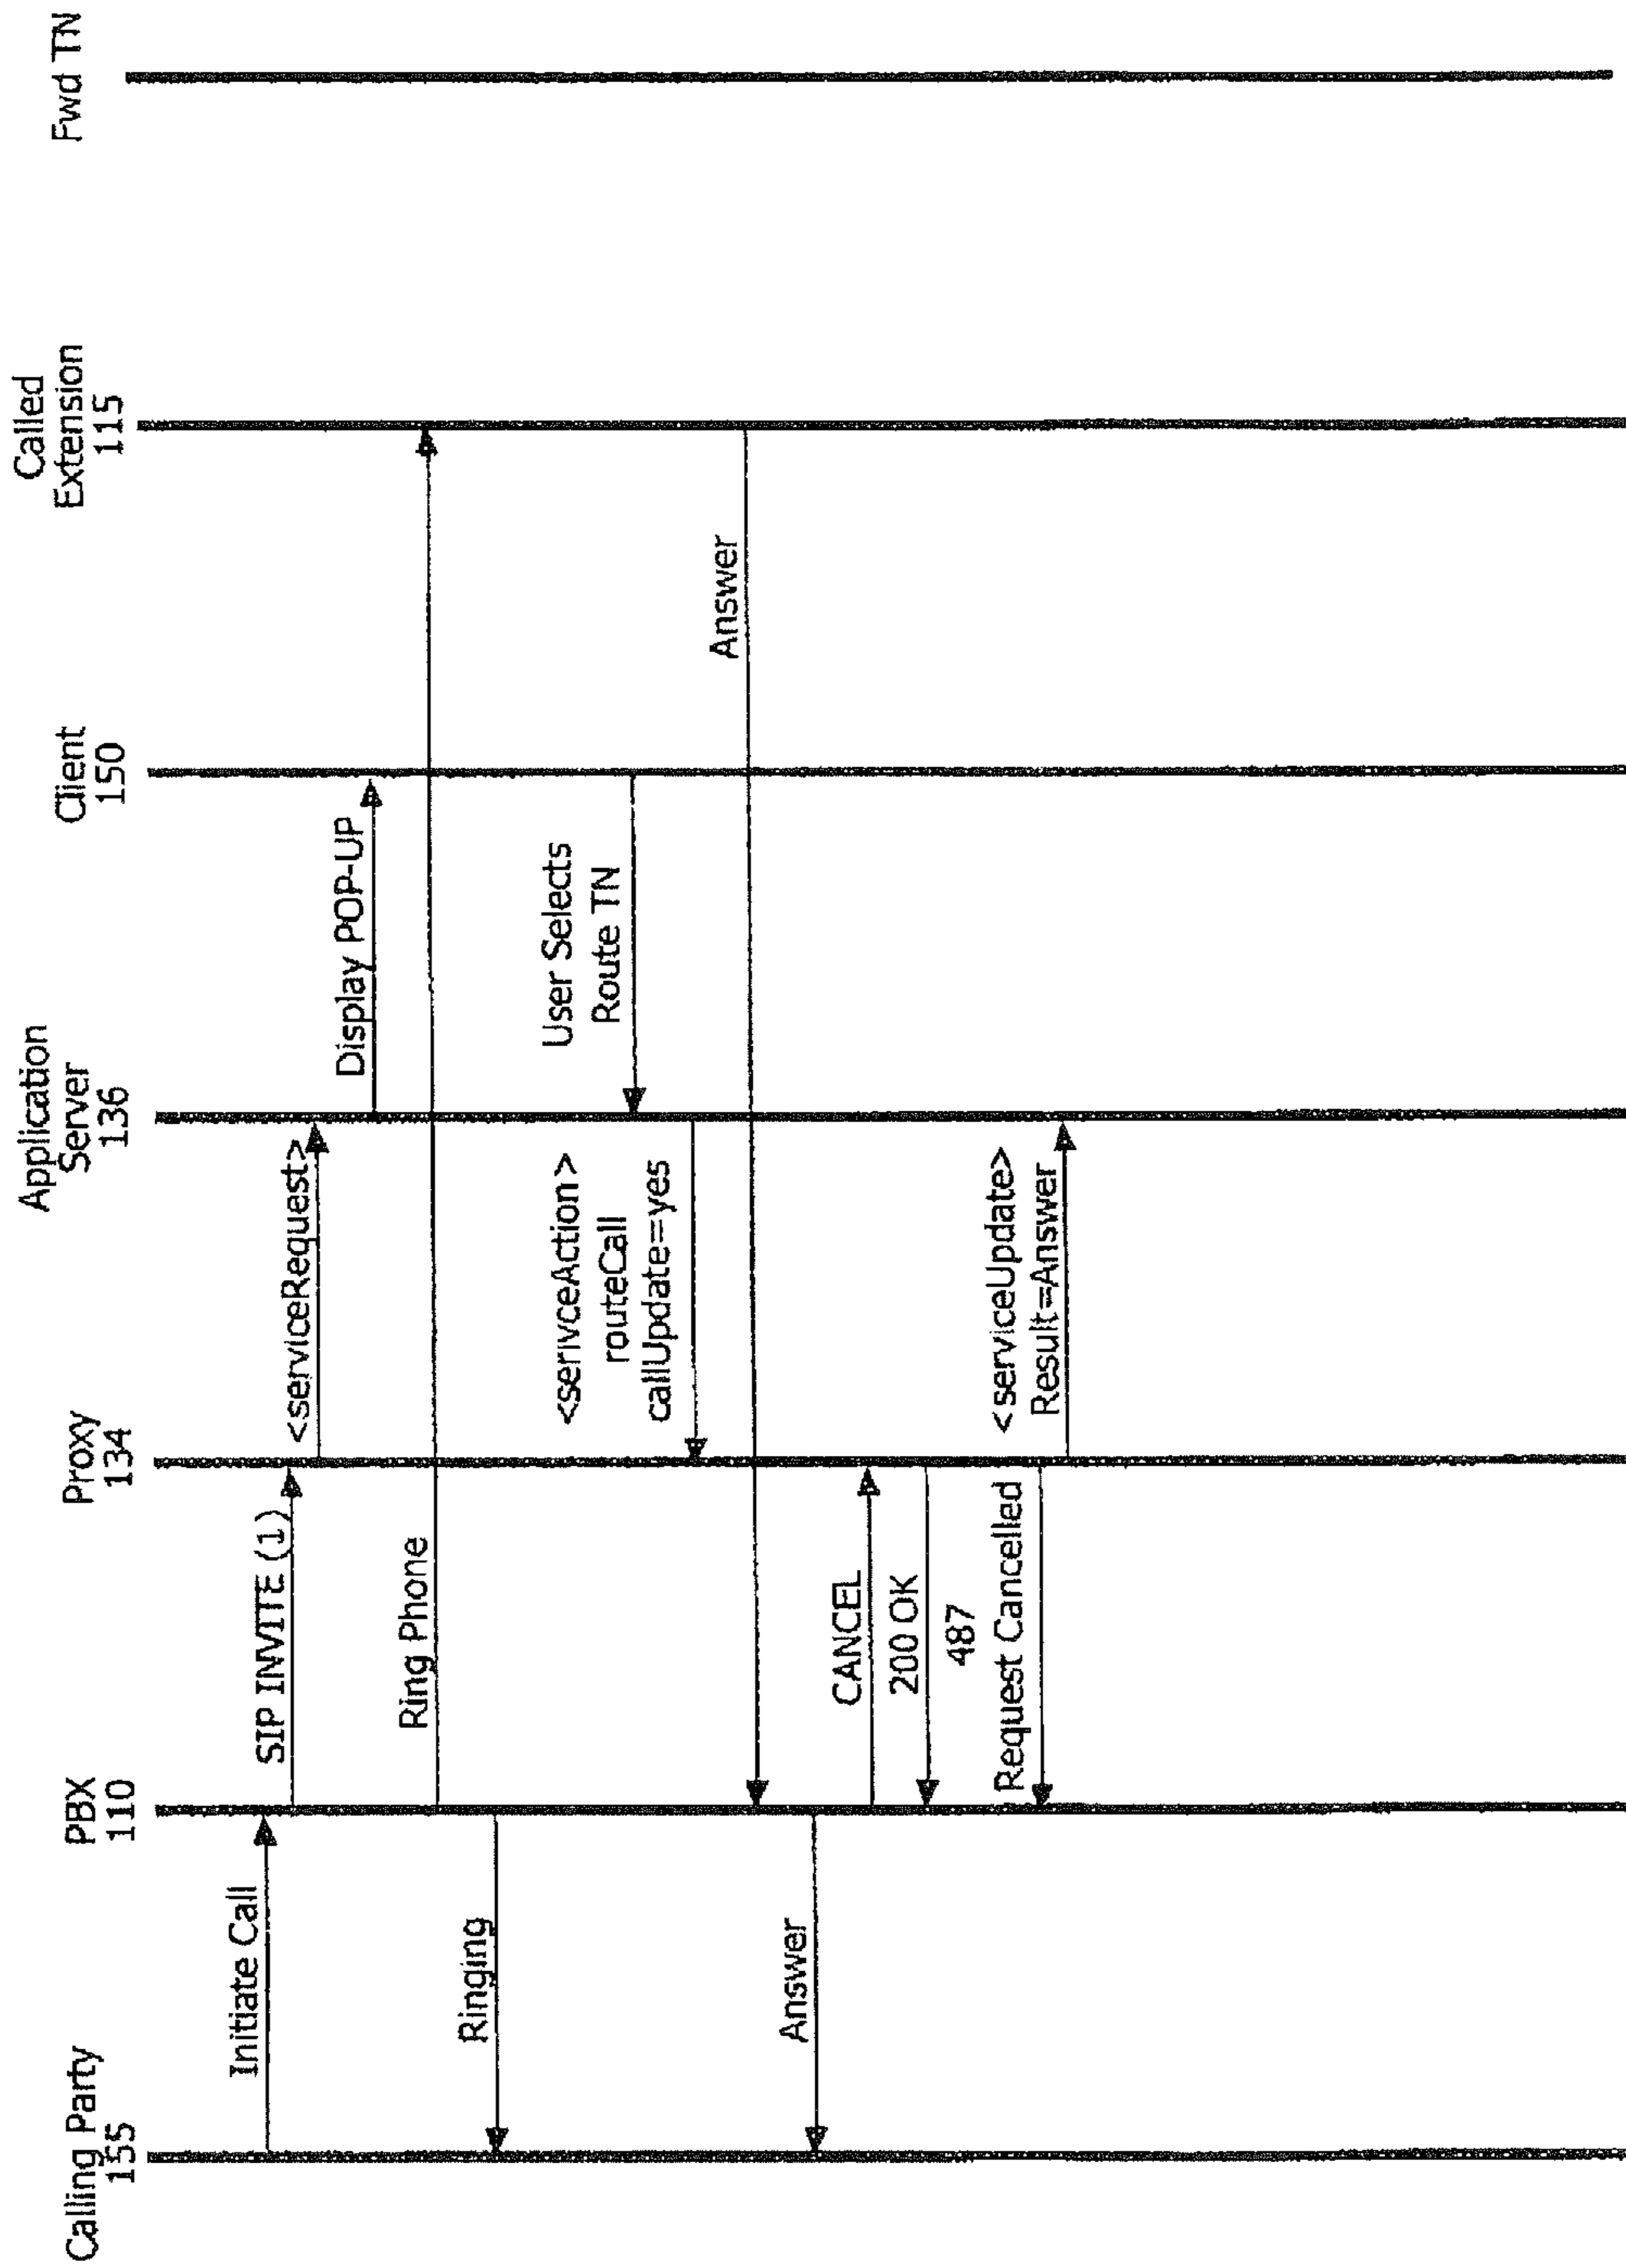 Calling Party
155
PBX
110
Proxy
134
Application
Server
136
Client
150
Called
Extension
115
Fwd TN
Initiate Call
SIP INVITE (1)
<serviceRequest>
Display POP-UP
Ring Phone
Ringing
User Selects
Route TN
<serivceAction>
routeCall
callUpdate=yes
Answer
Answer
CANCEL
200 OK
487
Request Cancelled
<serviceUpdate>
Result=Answer